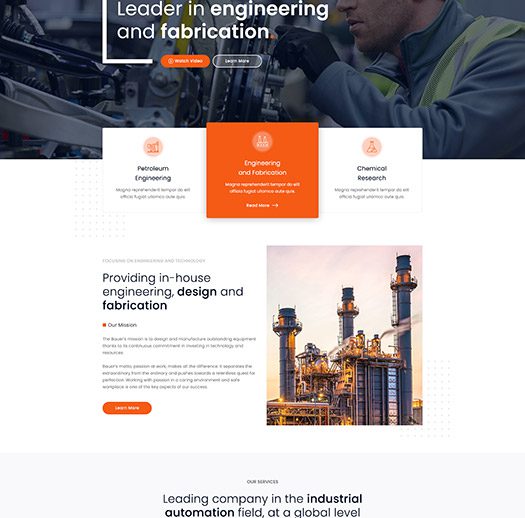 Leader in engineering
and fabrication.
Watch Video
Learn More
Petroleum
Engineering
Magna reprehenderit tempor do elit
officia fugiat ullamco aute quis.
Engineering
and Fabrication
Magna reprehenderit tempor do elit
officia fugiat ullamco aute quis.
Read More
Chemical
Research
Magna reprehenderit tempor do elit
officia fugiat ullamco aute quis.
FOCUSING ON ENGINEERING AND TECHNOLOGY
Providing in-house
engineering, design and
fabrication
Our Mission
The Bauer's mission is to design and manufacture outstanding equipment
thanks to its continuous commitment in investing in technology and
resources
Bauer's motto, passion at work, makes all the difference. It separates the
extraordinary from the ordinary and pushes towards a relentless quest for
perfection. Working with passion in a caring environment and safe
workplace is one of the key aspects of our success.
Learn More
OUR SERVICES
Leading company in the industrial
automation field, at a global level